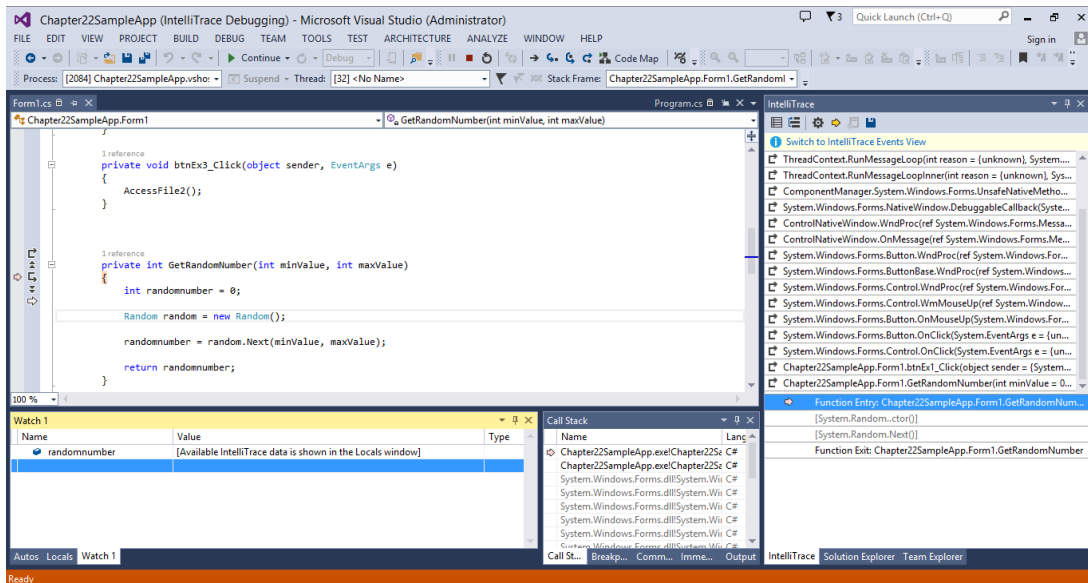 Chapter22SampleApp (IntelliTrace Debugging) - Microsoft Visual Studio (Administrator)
3
Quick Launch (Ctrl+Q)
FILE EDIT VIEW PROJECT BUILD DEBUG TEAM TOOLS TEST ARCHITECTURE ANALYZE WINDOW HELP
Sign in
Continue Debug Code Map
Process: [2084] Chapter22SampleApp.vshos Suspend Thread: [32] <No Name> Stack Frame: Chapter22SampleApp.Form1.GetRandomI
Form1.cs
Program.cs
Chapter22SampleApp.Form1
GetRandomNumber(int minValue, int maxValue)
}
1 reference
private void btnEx3_Click(object sender, EventArgs e)
{
AccessFile2();
}
1 reference
private int GetRandomNumber(int minValue, int maxValue)
{
int randomnumber = 0;
Random random = new Random();
randomnumber = random.Next(minValue, maxValue);
return randomnumber;
}
100 %
IntelliTrace
Switch to IntelliTrace Events View
ThreadContext.RunMessageLoop(int reason = {unknown}, System....
ThreadContext.RunMessageLoopInner(int reason = {unknown}, Sys...
ComponentManager.System.Windows.Forms.UnsafeNativeMetho...
System.Windows.Forms.NativeWindow.DebuggableCallback(Syste...
ControlNativeWindow.WndProc(ref System.Windows.Forms.Messa...
ControlNativeWindow.OnMessage(ref System.Windows.Forms.Me...
System.Windows.Forms.Button.WndProc(ref System.Windows.For...
System.Windows.Forms.ButtonBase.WndProc(ref System.Windows...
System.Windows.Forms.Control.WndProc(ref System.Windows.For...
System.Windows.Forms.Control.WmMouseUp(ref System.Window...
System.Windows.Forms.Button.OnMouseUp(System.Windows.For...
System.Windows.Forms.Button.OnClick(System.EventArgs e = {un...
System.Windows.Forms.Control.OnClick(System.EventArgs e = {un...
Chapter22SampleApp.Form1.btnEx1_Click(object sender = {System...
Chapter22SampleApp.Form1.GetRandomNumber(int minValue = 0...
Function Entry: Chapter22SampleApp.Form1.GetRandomNum...
[System.Random..ctor()]
[System.Random.Next()]
Function Exit: Chapter22SampleApp.Form1.GetRandomNumber
Watch 1
Name Value Type
randomnumber [Available IntelliTrace data is shown in the Locals window]
Call Stack
Name Lang
Chapter22SampleApp.exe!Chapter22Sa C#
Chapter22SampleApp.exe!Chapter22Sa C#
System.Windows.Forms.dll!System.Wi C#
System.Windows.Forms.dll!System.Wi C#
System.Windows.Forms.dll!System.Wi C#
System.Windows.Forms.dll!System.Wi C#
System.Windows.Forms.dll!System.Wi C#
Autos Locals Watch 1
Call St... Breakp... Comm... Imme... Output
IntelliTrace Solution Explorer Team Explorer
Ready